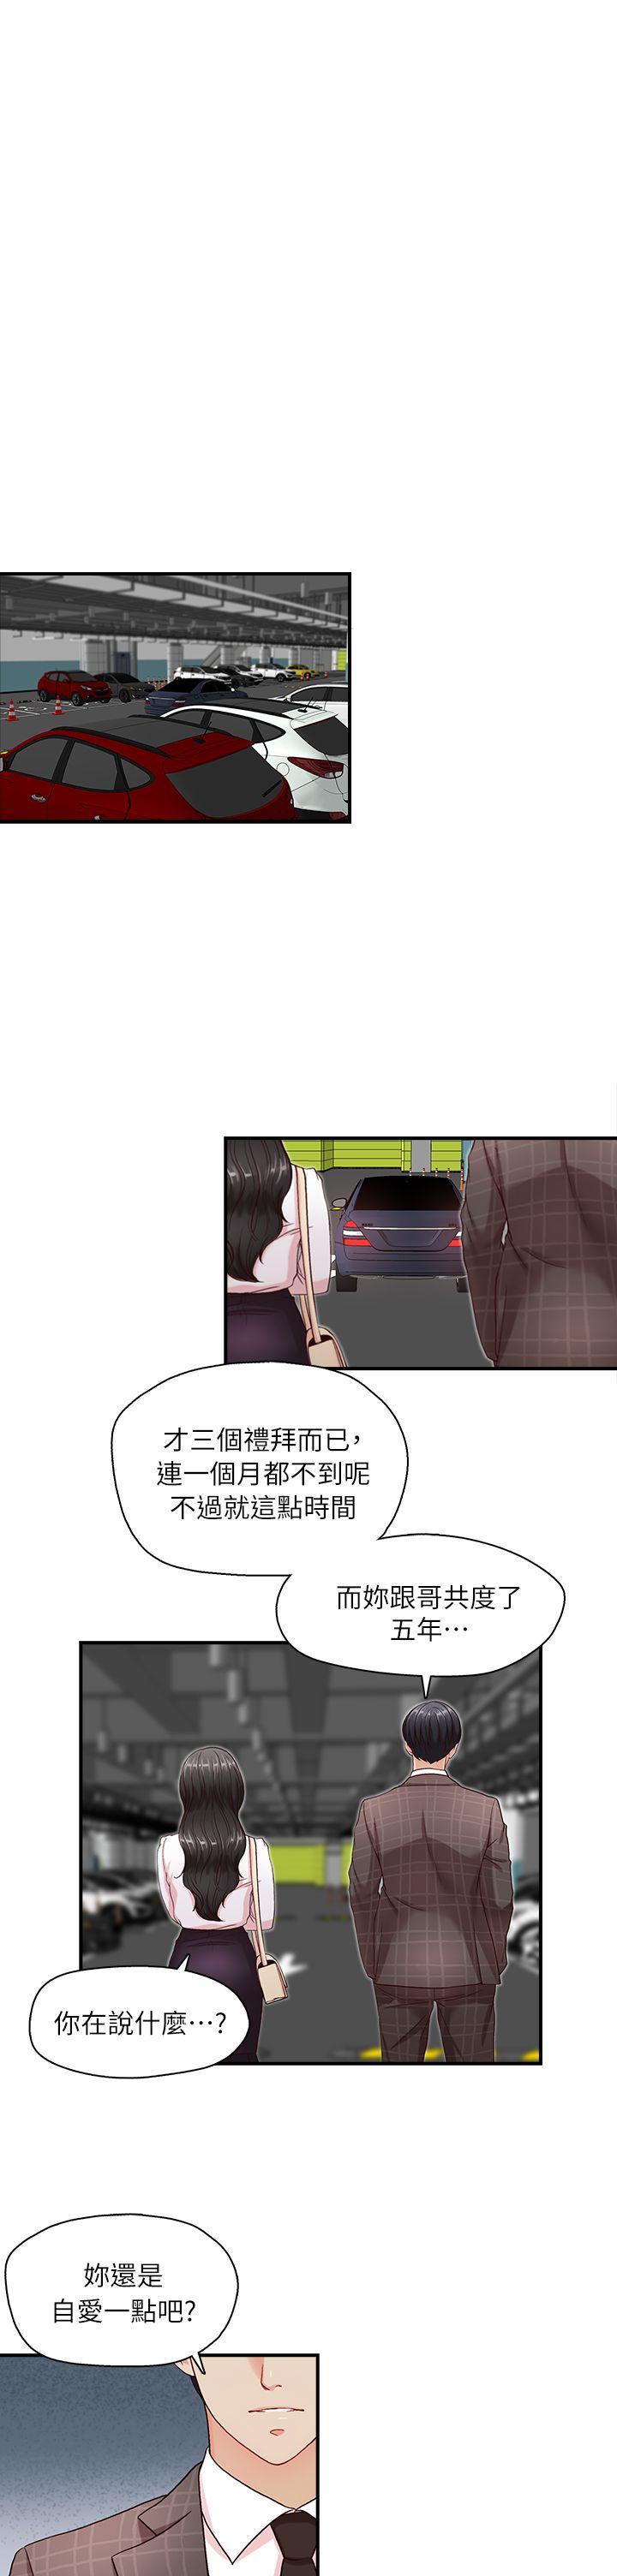 才三個禮拜而已，
連一個月都不到呢
不過就這點時間
而妳跟哥共度了
五年⋯
你在說什麼⋯?
妳還是
自愛一點吧?